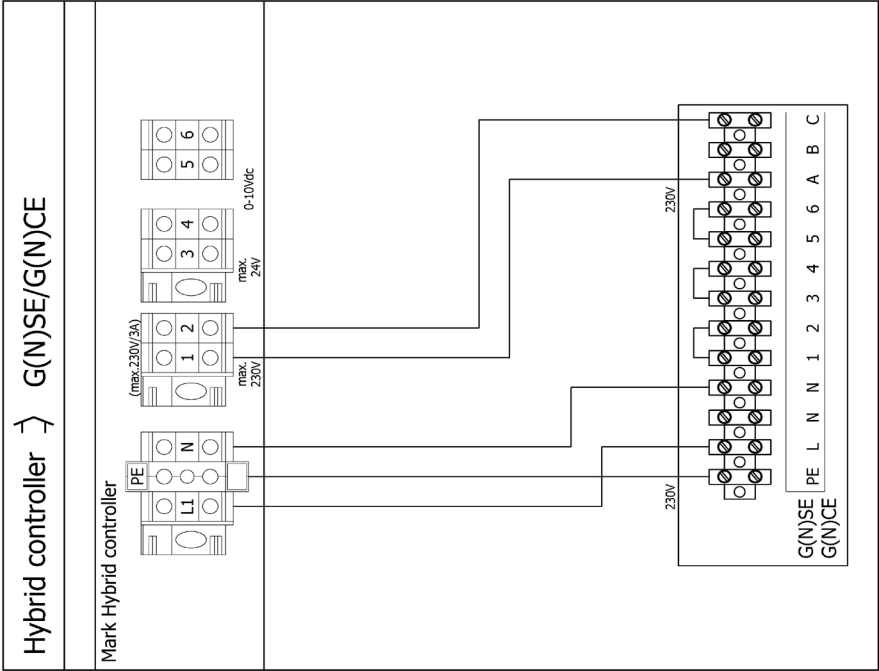 Hybrid controller > G(N)SE/G(N)CE
Mark Hybrid controller
PE (max.230V/3A)
L1 N 1 2 3 4 5 6
max.
230V
max.
24V
0-10Vdc
230V 230V
PE L N N 1 2 3 4 5 6 A B C
G(N)SE
G(N)CE